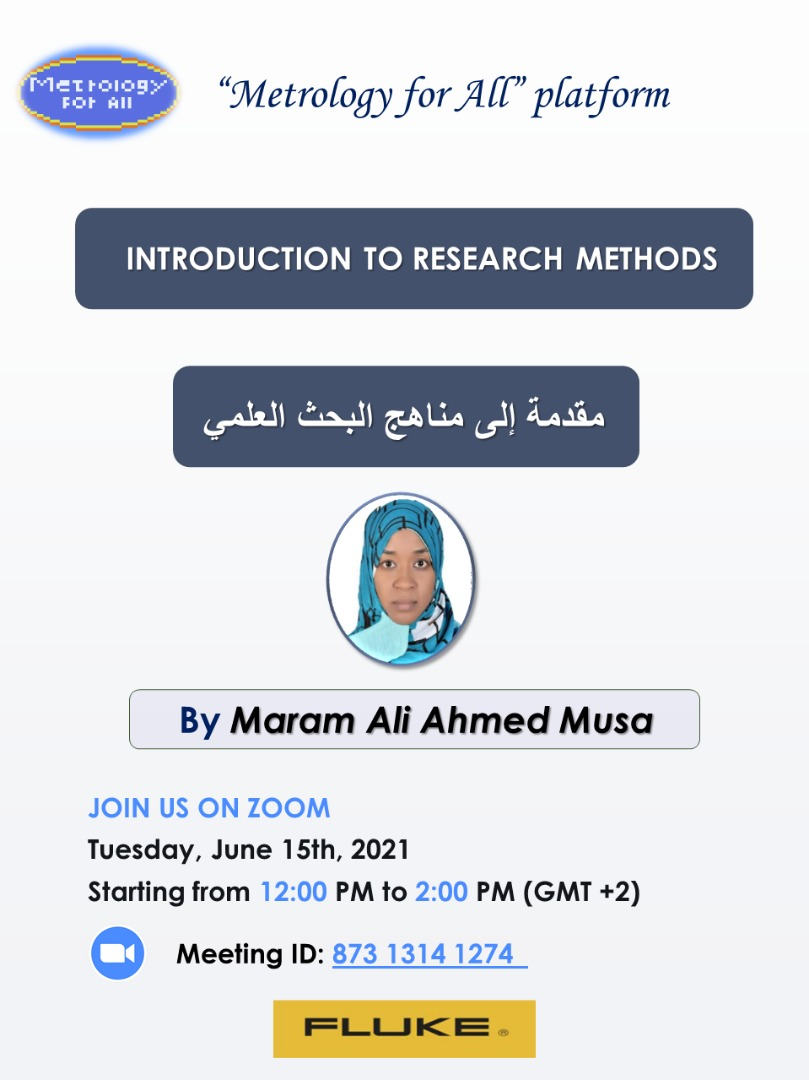 Metrology
For All
“Metrology for All” platform
INTRODUCTION TO RESEARCH METHODS
مقدمة إلى مناهج البحث العلمي
By Maram Ali Ahmed Musa
JOIN US ON ZOOM
Tuesday, June 15th, 2021
Starting from 12:00 PM to 2:00 PM (GMT +2)
Meeting ID: 873 1314 1274
FLUKE®